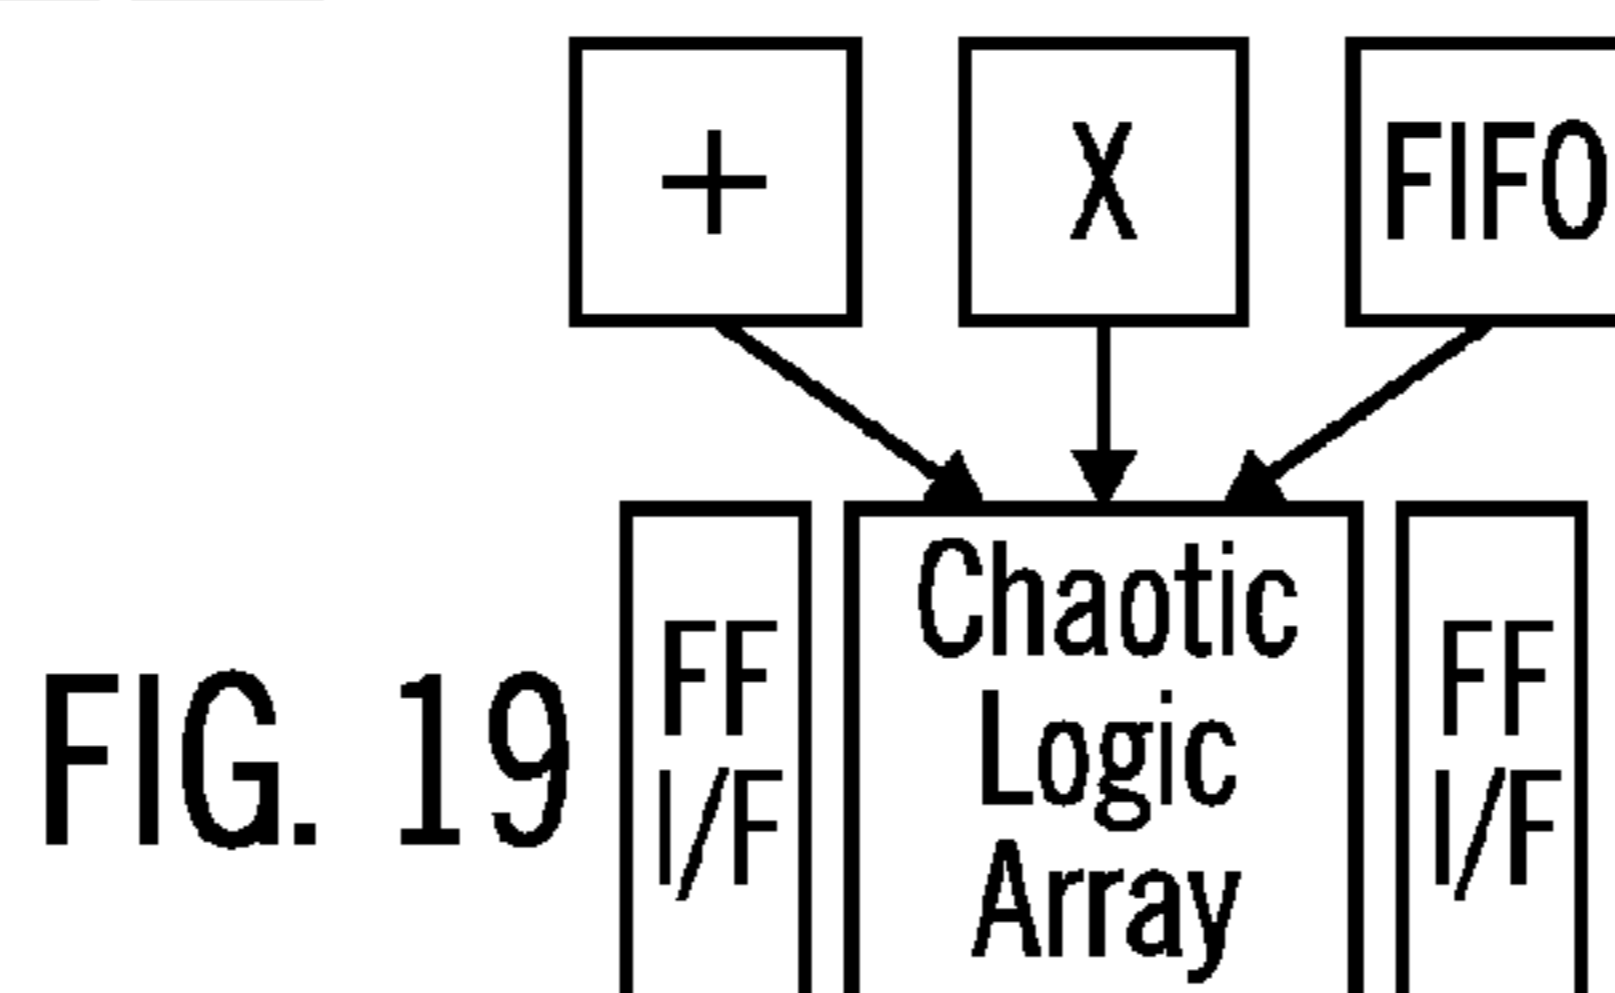 + X FIFO
Chaotic
Logic
Array
FF
I/F
FF
I/F
FIG. 19